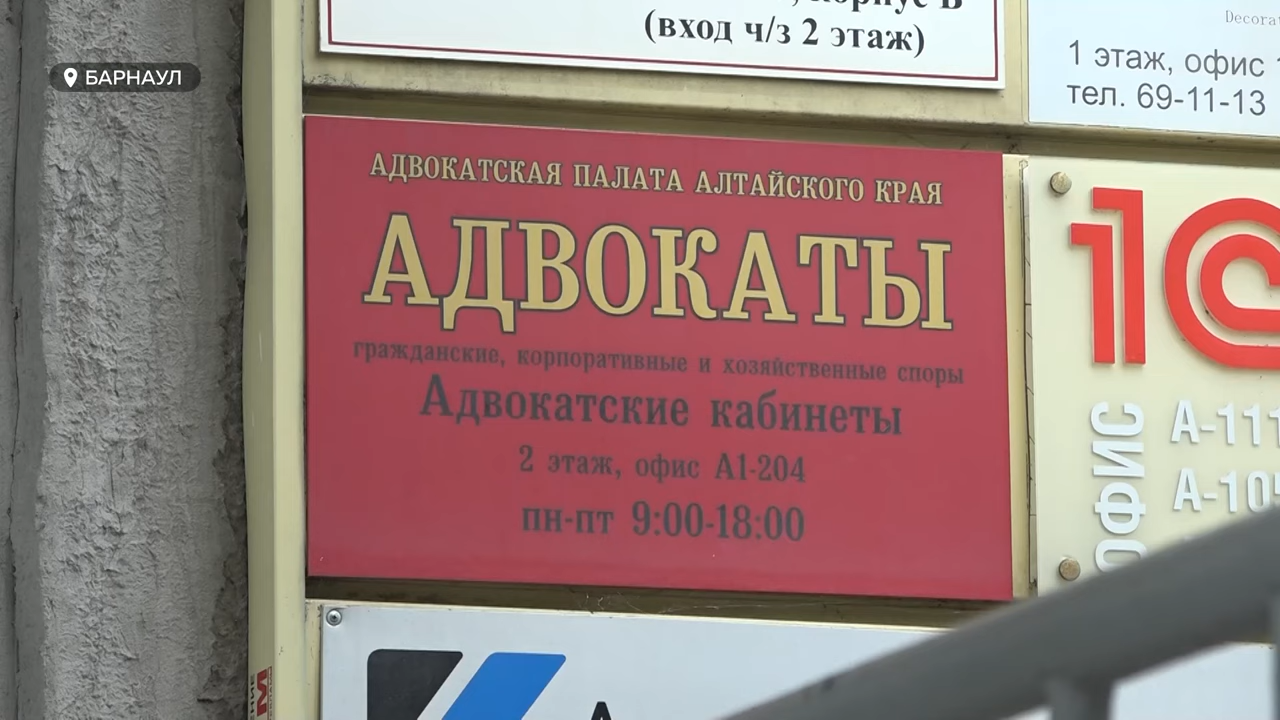 БАРНАУЛ
(вход ч/з 2 этаж)
1 этаж, офис
тел. 69-11-13
АДВОКАТСКАЯ ПАЛАТА АЛТАЙСКОГО КРАЯ
АДВОКАТЫ
гражданские, корпоративные и хозяйственные споры
Адвокатские кабинеты
2 этаж, офис А1-204
пн-пт 9:00-18:00
1С
ОФИС